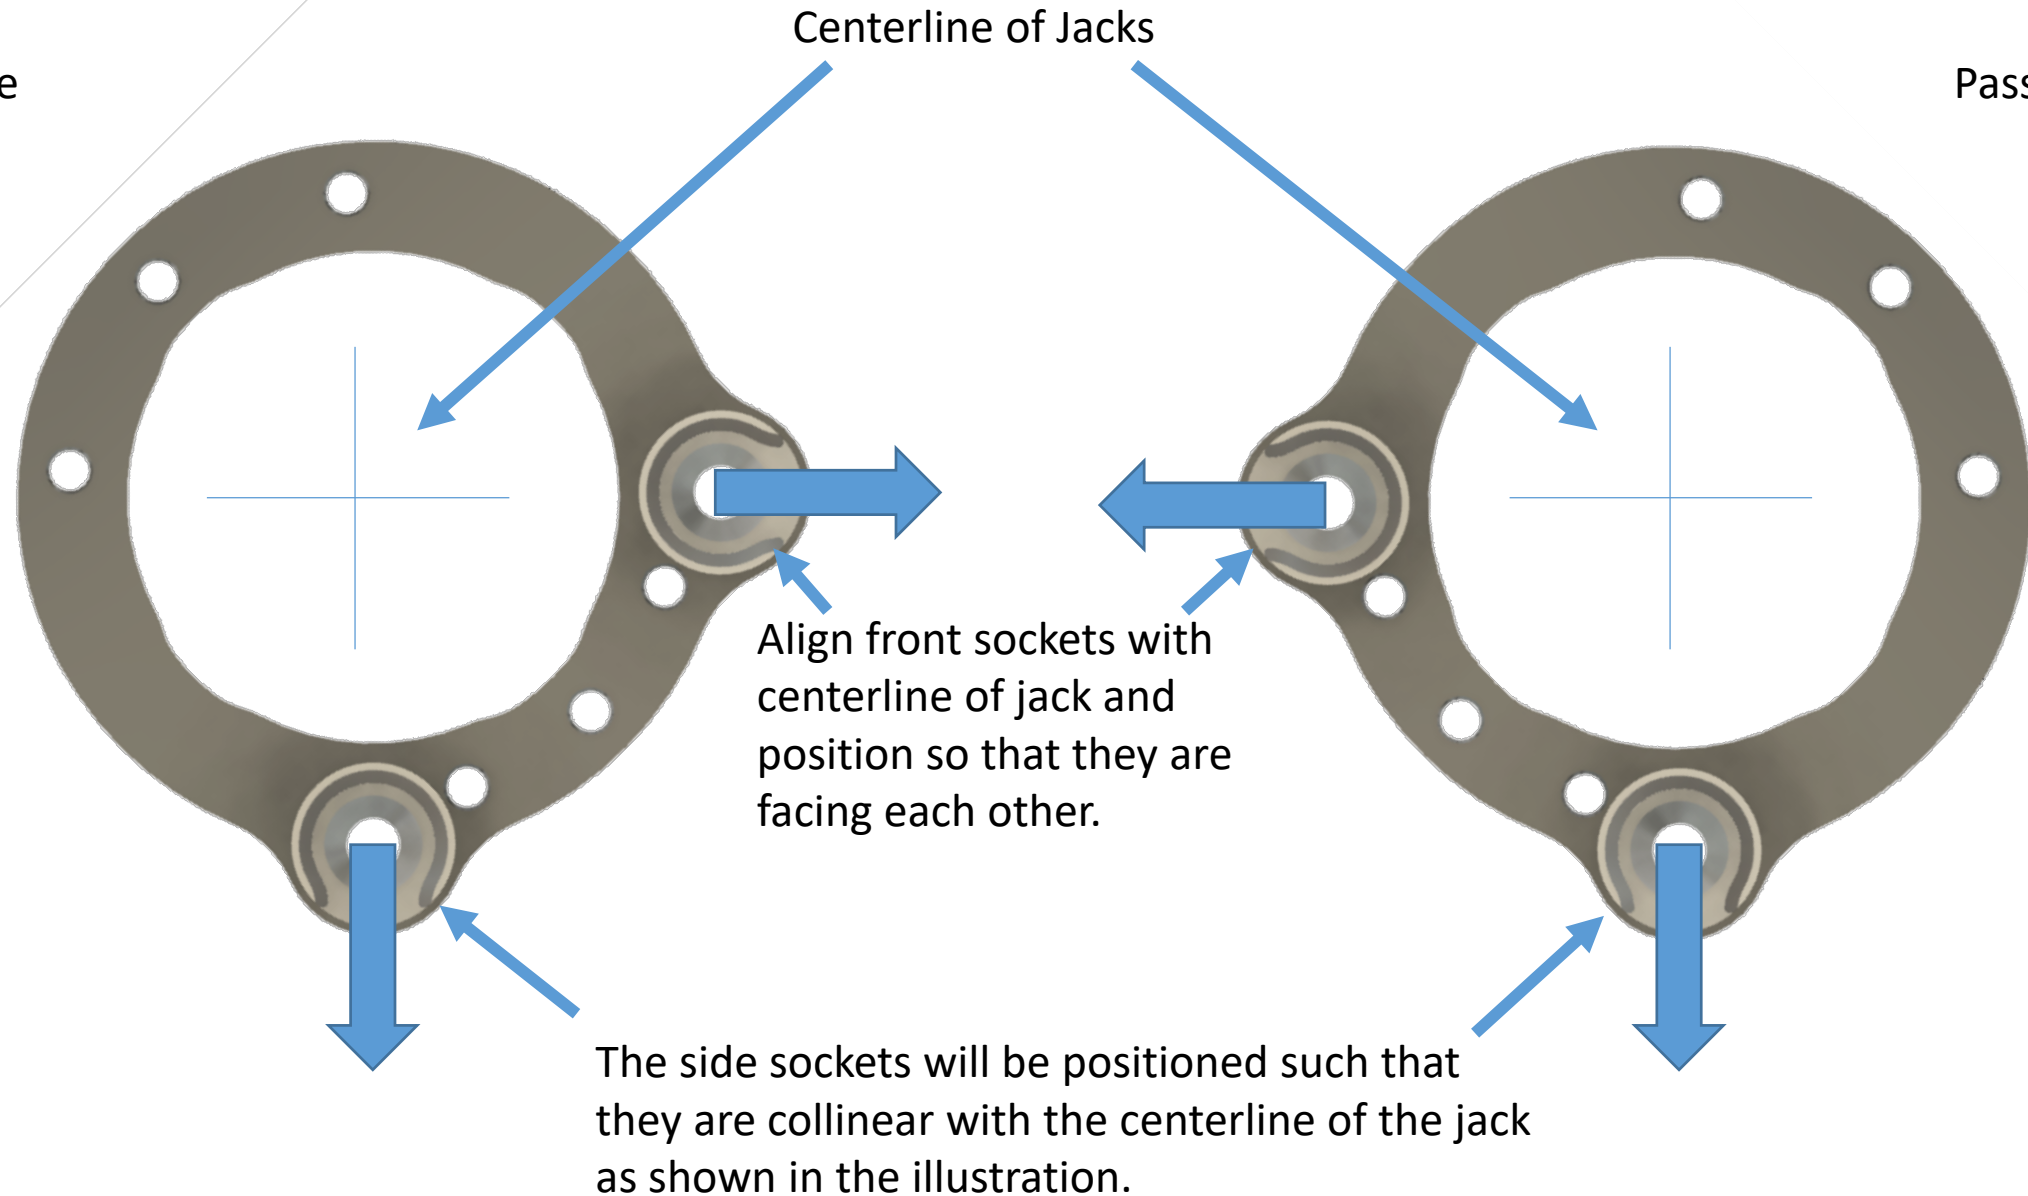 Centerline of Jacks
e
Pass
Align front sockets with
centerline of jack and
position so that they are
facing each other.
The side sockets will be positioned such that
they are collinear with the centerline of the jack
as shown in the illustration.